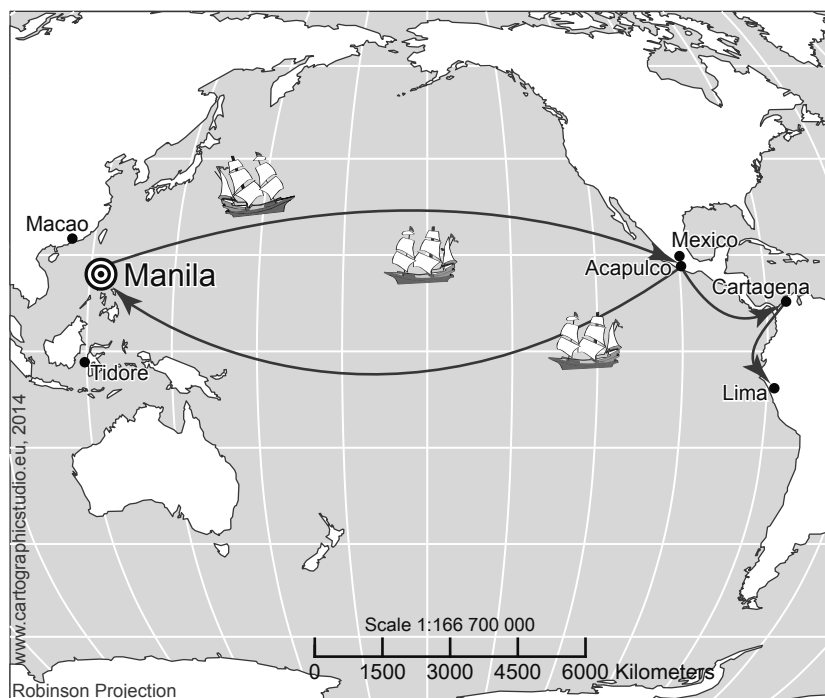 Macao
Manila
Mexico
Acapulco
Cartagena
Tidore
Lima
www.cartographicstudio.eu, 2014
Scale 1:166 700 000
0 1500 3000 4500 6000 Kilometers
Robinson Projection